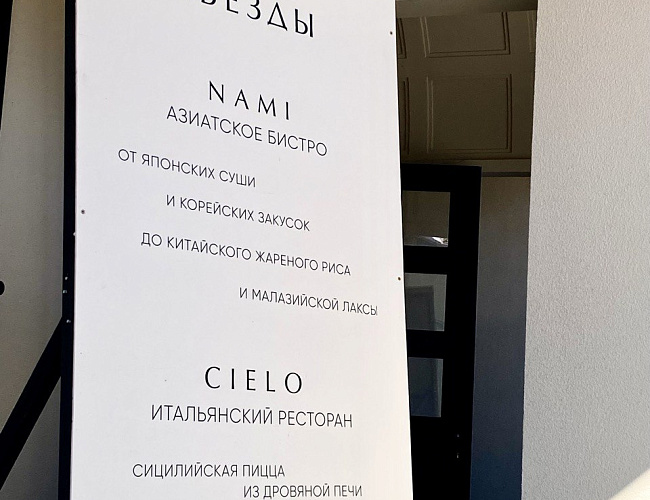 NAMI
АЗИАТСКОЕ БИСТРО
ОТ ЯПОНСКИХ СУШИ
И КОРЕЙСКИХ ЗАКУСОК
ДО КИТАЙСКОГО ЖАРЕНОГО РИСА
И МАЛАЗИЙСКОЙ ЛАКСЫ
CIELO
ИТАЛЬЯНСКИЙ РЕСТОРАН
СИЦИЛИЙСКАЯ ПИЦЦА
ИЗ ДРОВЯНОЙ ПЕЧИ